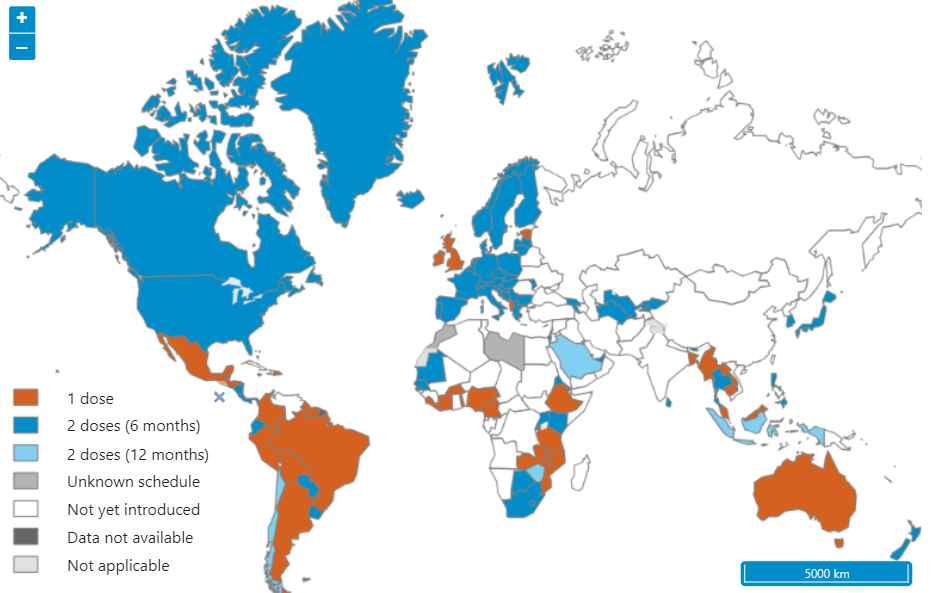 +
−
1 dose
2 doses (6 months)
2 doses (12 months)
Unknown schedule
Not yet introduced
Data not available
Not applicable
5000 km